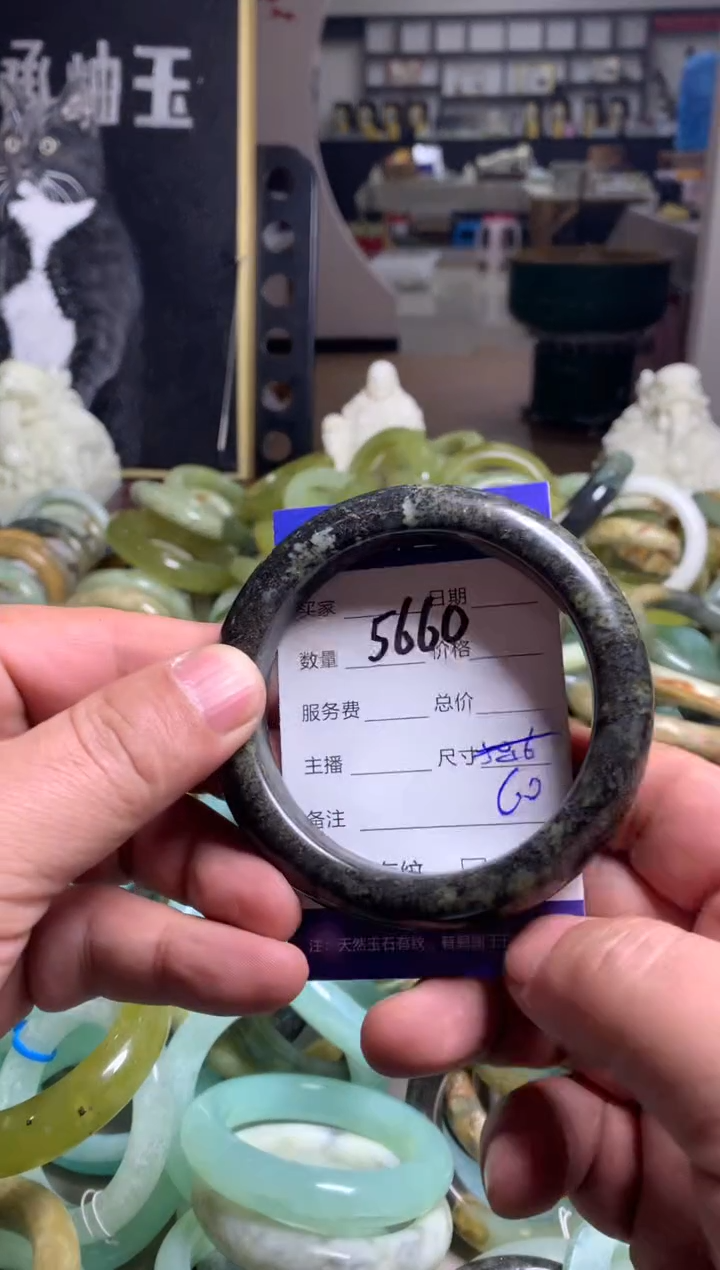 承岫玉
买家 日期
5660
数量 价格
服务费 总价
主播 尺寸
60
备注
注：天然玉石有纹